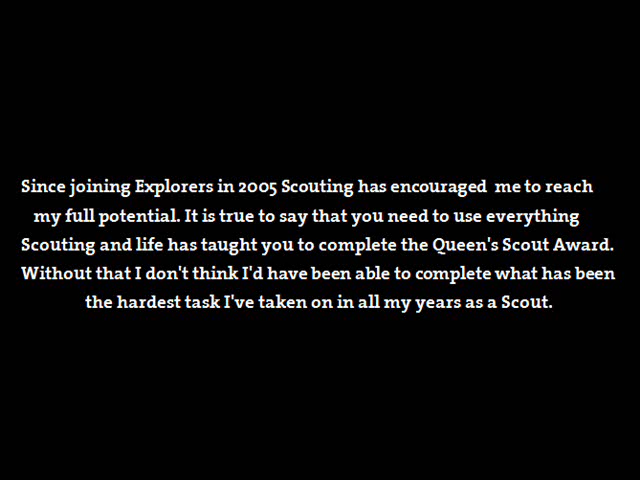 Since joining Explorers in 2005 Scouting has encouraged  me to reach
my full potential. It is true to say that you need to use everything
Scouting and life has taught you to complete the Queen's Scout Award.
Without that I don't think I'd have been able to complete what has been
the hardest task I've taken on in all my years as a Scout.